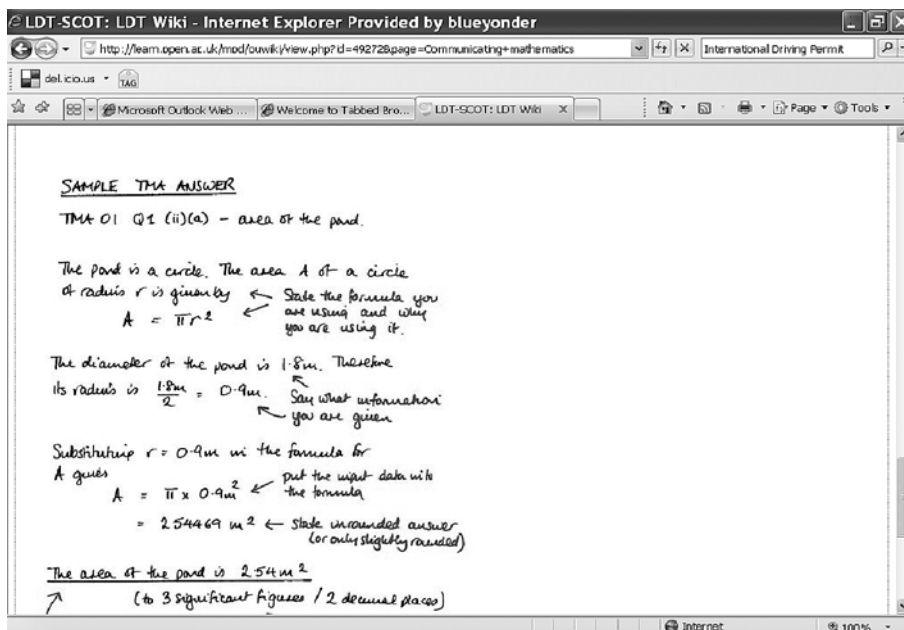 LDT-SCOT: LDT Wiki - Internet Explorer Provided by blueyonder
http://learn.open.ac.uk/mod/ouwiki/view.php?id=49272&page=Communicating+mathematics
International Driving Permit
del.icio.us
TAG
Microsoft Outlook Web ...
Welcome to Tabbed Bro...
LDT-SCOT: LDT Wiki
Page
Tools
SAMPLE TMA ANSWER
TMA 01 Q1 (ii)(a) - area of the pond.
The pond is a circle. The area A of a circle
of radius r is given by ← State the formula you
A = πr² ← are using and why
you are using it.
The diameter of the pond is 1.8m. Therefore
its radius is 1.8m/2 = 0.9m. Say what information
you are given
Substituting r = 0.9m in the formula for
A gives
A = π x 0.9m² ← put the input data into
the formula
= 2.54469 m² ← state unrounded answer
(or only slightly rounded)
The area of the pond is 2.54m²
(to 3 significant figures / 2 decimal places)
Internet
100%